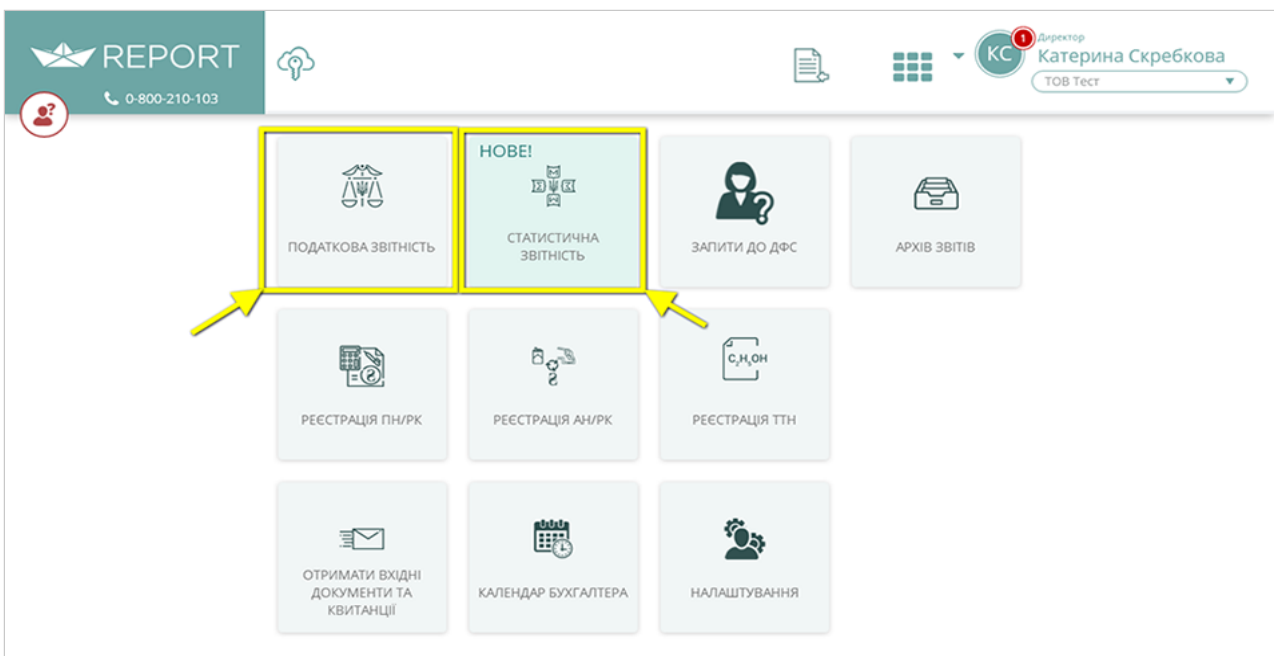 REPORT
0-800-210-103
КС
1
Директор
Катерина Скребкова
ТОВ Тест
ПОДАТКОВА ЗВІТНІСТЬ
НОВЕ!
СТАТИСТИЧНА
ЗВІТНІСТЬ
ЗАПИТИ ДО ДФС
АРХІВ ЗВІТІВ
РЕЄСТРАЦІЯ ПН/РК
РЕЄСТРАЦІЯ АН/РК
C₂H₅OH
РЕЄСТРАЦІЯ ТТН
ОТРИМАТИ ВХІДНІ
ДОКУМЕНТИ ТА
КВИТАНЦІЇ
КАЛЕНДАР БУХГАЛТЕРА
НАЛАШТУВАННЯ